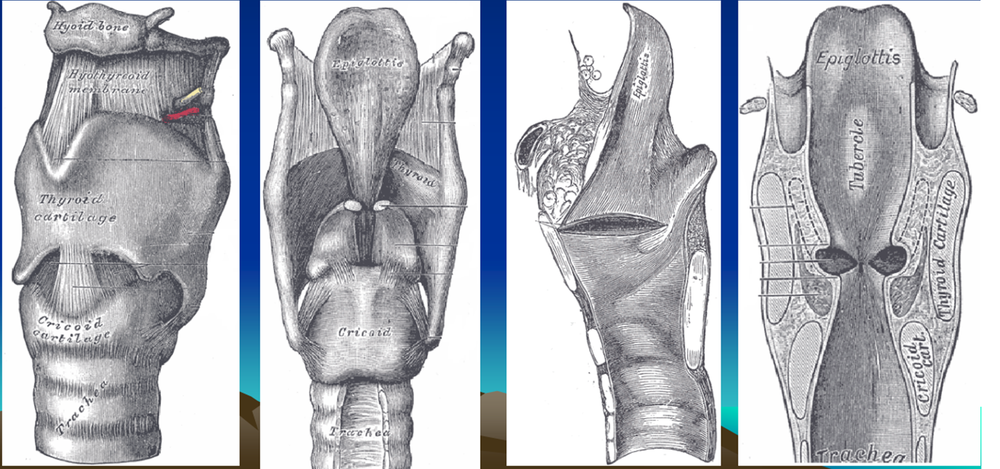 Hyoid bone
Hyothyreoid
membrane
Thyroid
cartilage
Cricoid
cartilage
Trachea
Epiglottis
Thyroid
Cricoid
Trachea
Epiglottis
Epiglottis
Tubercle
Thyroid Cartilage
Cricoid
cart.
Trachea